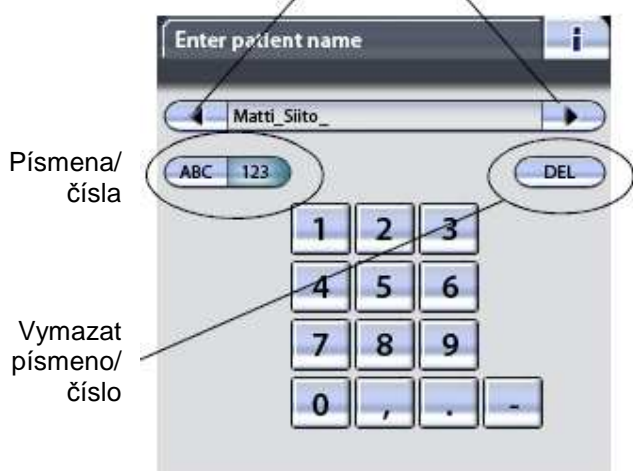 Enter patient name
i
Matti_Siito_
Písmena/
čísla
ABC 123
DEL
1 2 3
4 5 6
Vymazat
písmeno/
číslo
7 8 9
0 , . -